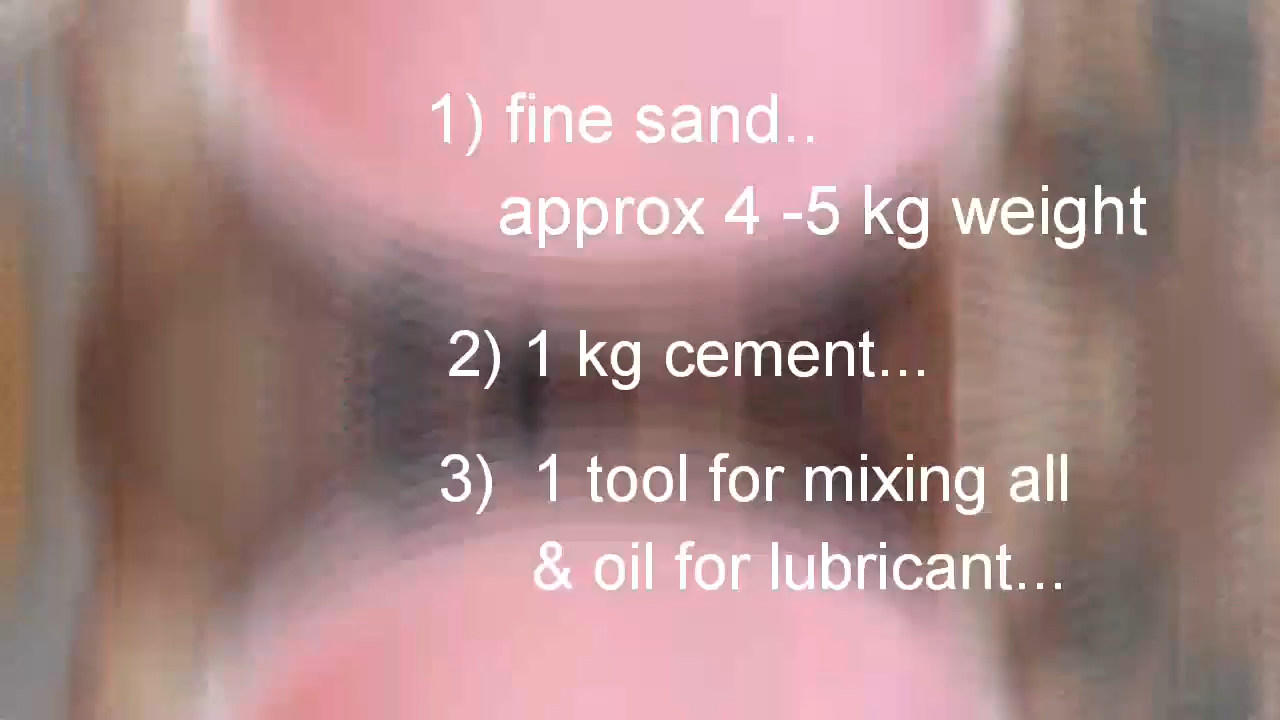 1) fine sand..
approx 4 -5 kg weight
2) 1 kg cement...
3) 1 tool for mixing all
& oil for lubricant...